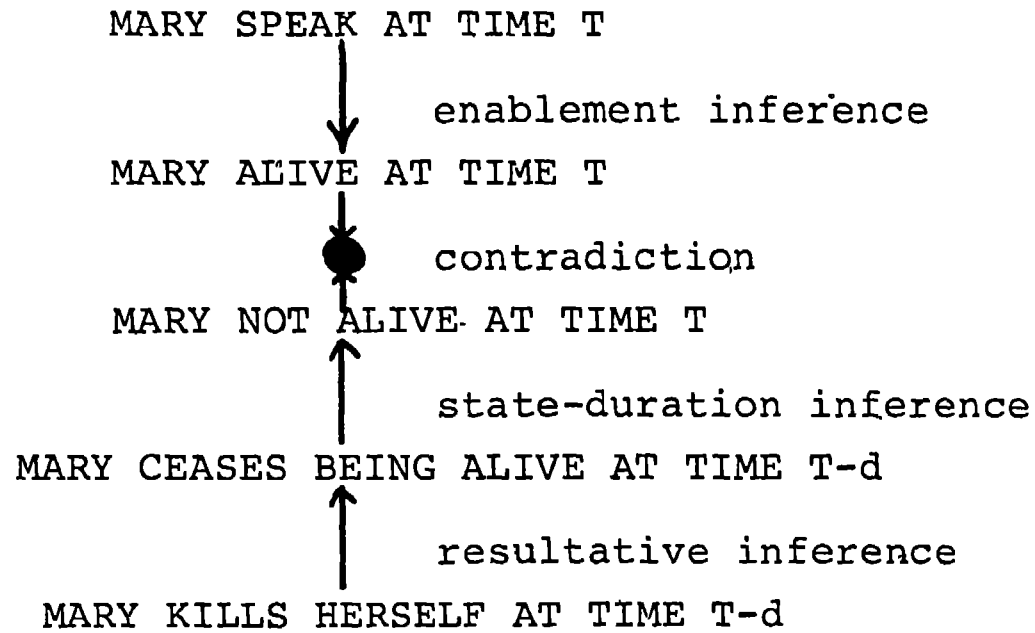 MARY SPEAK AT TIME T
enablement inference
MARY ALIVE AT TIME T
contradiction
MARY NOT ALIVE AT TIME T
state-duration inference
MARY CEASES BEING ALIVE AT TIME T-d
resultative inference
MARY KILLS HERSELF AT TIME T-d